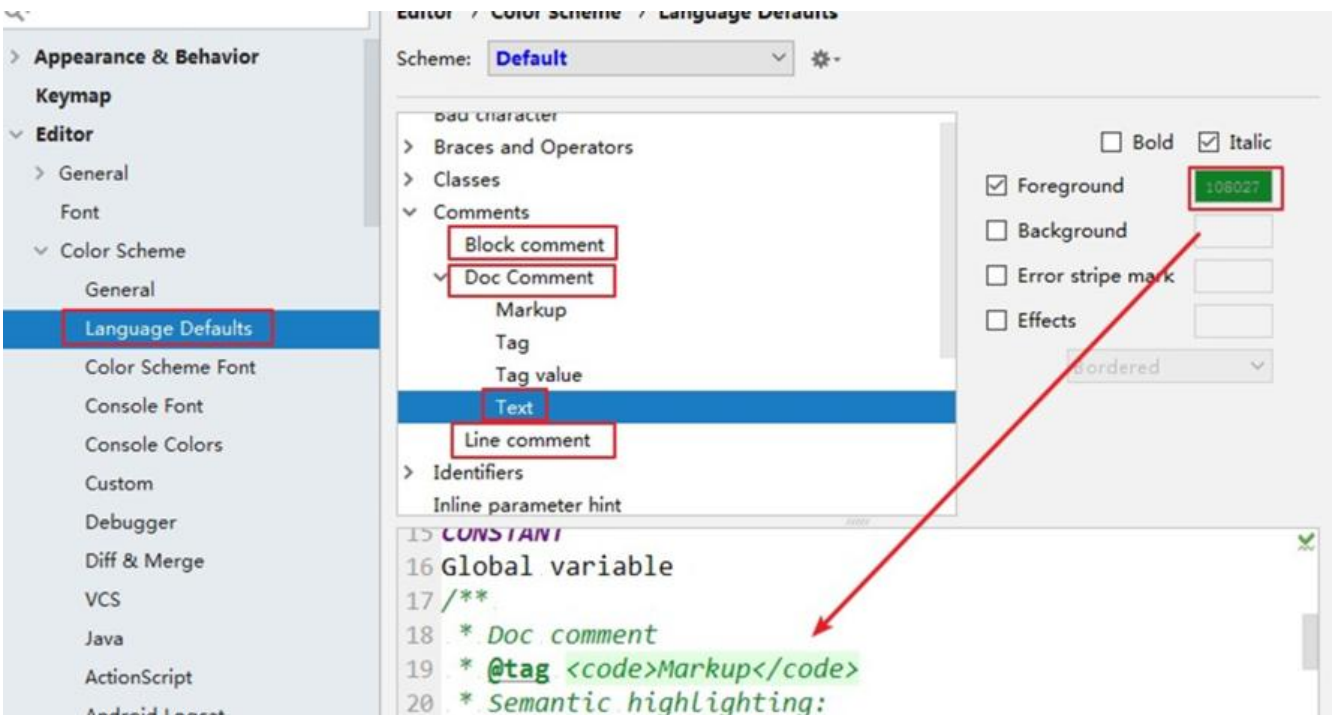 Editor > Color Scheme > Language Defaults
Appearance & Behavior
Keymap
Editor
General
Font
Color Scheme
General
Language Defaults
Color Scheme Font
Console Font
Console Colors
Custom
Debugger
Diff & Merge
VCS
Java
ActionScript
Android Logcat
Scheme: Default
Bad character
Braces and Operators
Classes
Comments
Block comment
Doc Comment
Markup
Tag
Tag value
Text
Line comment
Identifiers
Inline parameter hint
Bold Italic
Foreground 108027
Background
Error stripe mark
Effects
Bordered
15 CONSTANT
16 Global variable
17 /**
18 * Doc comment
19 * @tag <code>Markup</code>
20 * Semantic highlighting: